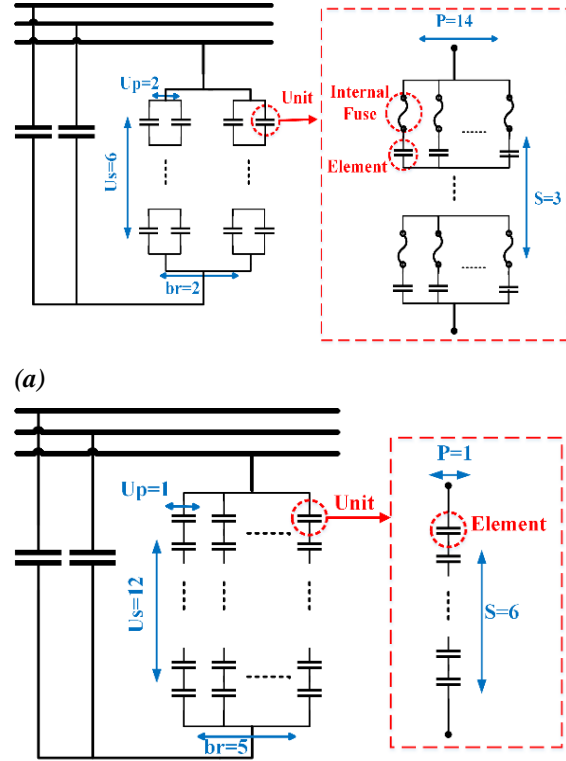 P=14
Up=2
Unit
Internal
Fuse
Element
Us=6
S=3
br=2
(a)
P=1
Up=1
Unit
Element
Us=12
S=6
br=5